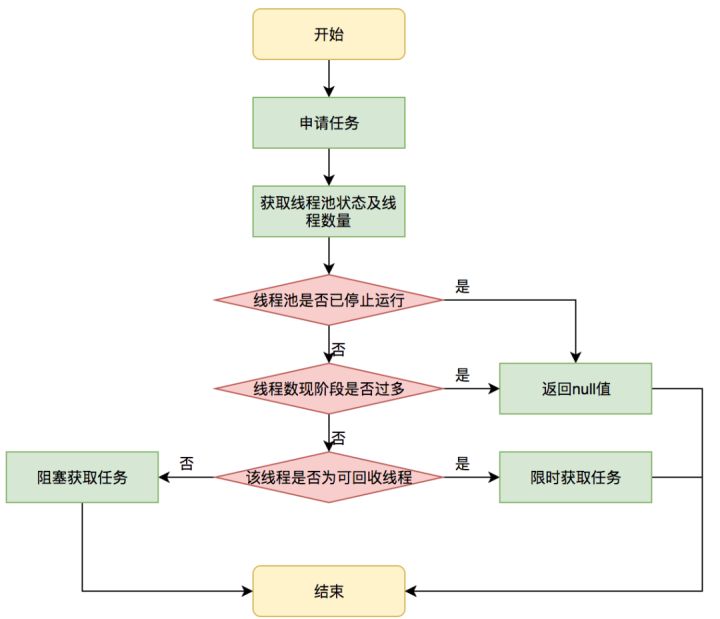 开始
申请任务
获取线程池状态及线
程数量
线程池是否已停止运行
是
否
线程数现阶段是否过多
是
返回null值
否
阻塞获取任务
否
该线程是否为可回收线程
是
限时获取任务
结束